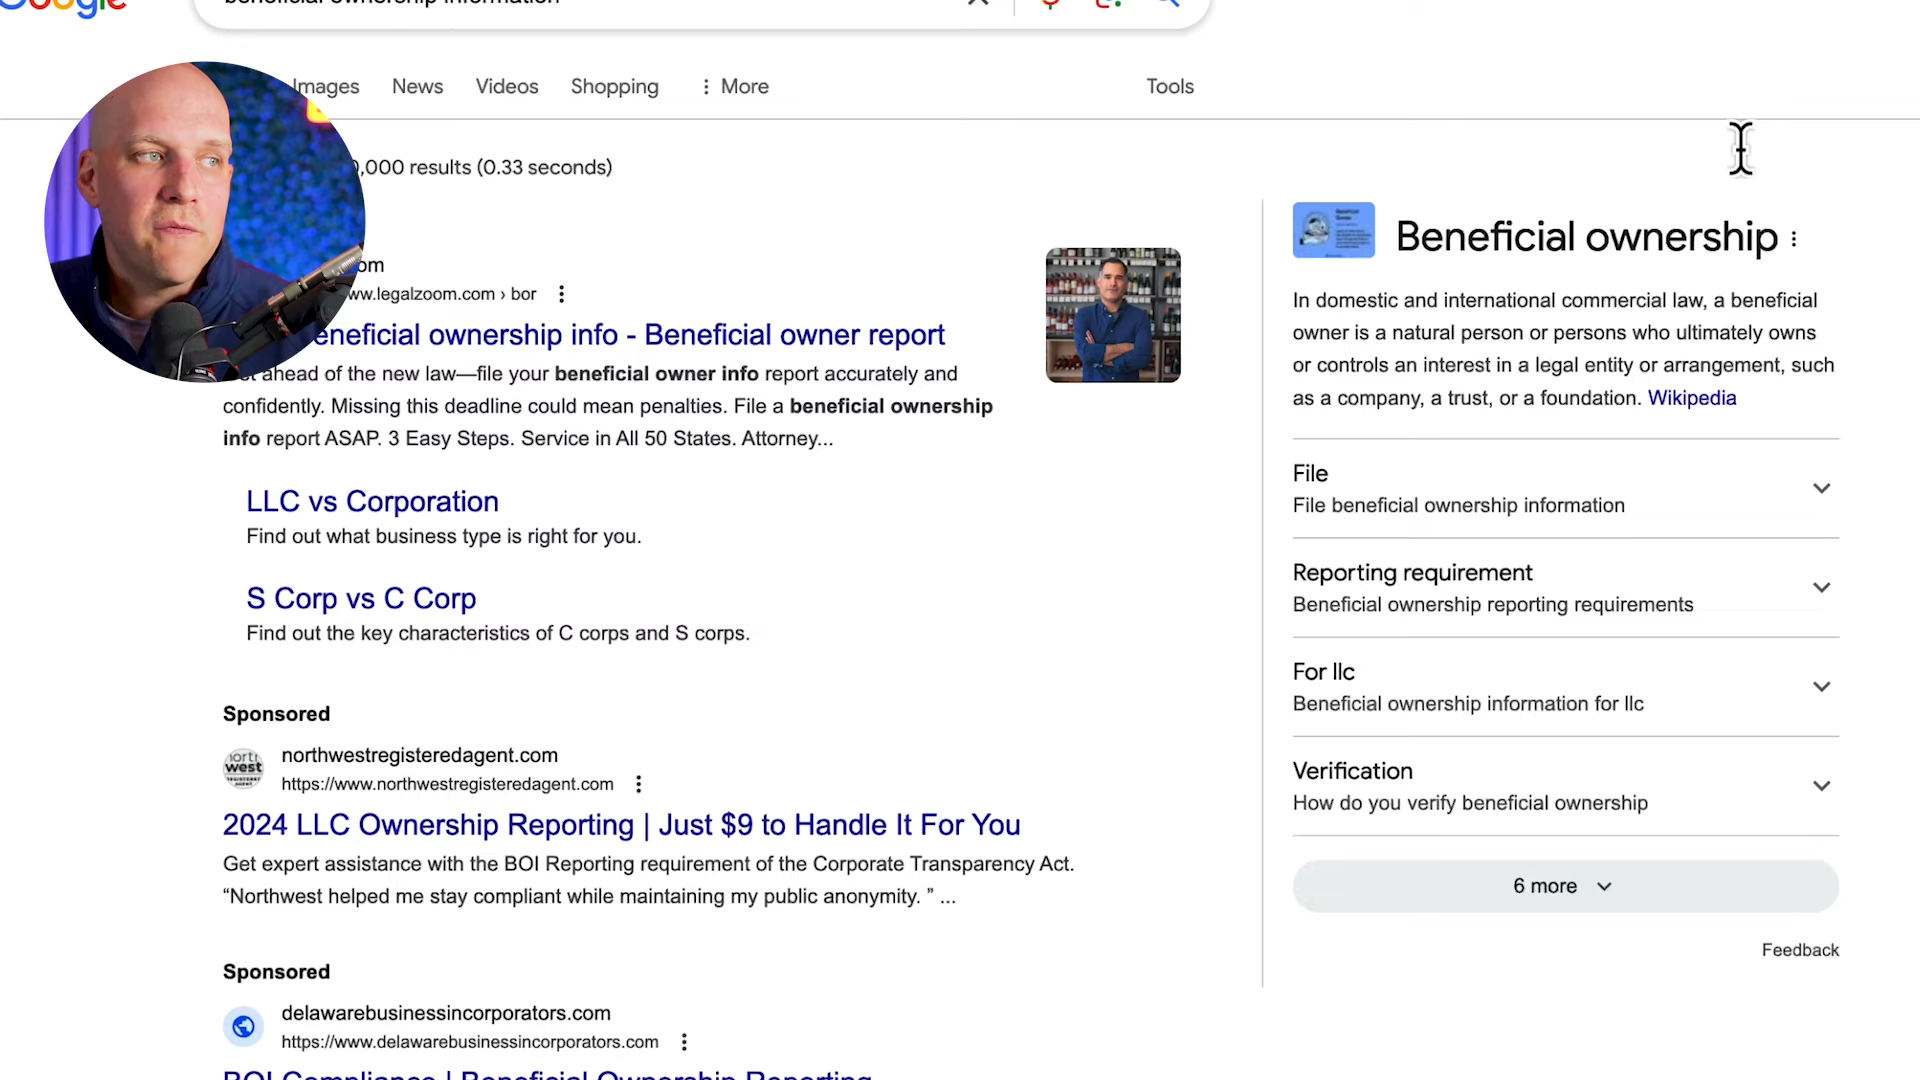 Google
beneficial ownership information
Images News Videos Shopping More Tools
,000 results (0.33 seconds)
Beneficial ownership
In domestic and international commercial law, a beneficial
owner is a natural person or persons who ultimately owns
or controls an interest in a legal entity or arrangement, such
as a company, a trust, or a foundation. Wikipedia
File
File beneficial ownership information
Reporting requirement
Beneficial ownership reporting requirements
For llc
Beneficial ownership information for llc
Verification
How do you verify beneficial ownership
6 more
Feedback
om
ww.legalzoom.com › bor
eneficial ownership info - Beneficial owner report
ahead of the new law—file your beneficial owner info report accurately and
confidently. Missing this deadline could mean penalties. File a beneficial ownership
info report ASAP. 3 Easy Steps. Service in All 50 States. Attorney...
LLC vs Corporation
Find out what business type is right for you.
S Corp vs C Corp
Find out the key characteristics of C corps and S corps.
Sponsored
north
west
northwestregisteredagent.com
https://www.northwestregisteredagent.com
2024 LLC Ownership Reporting | Just $9 to Handle It For You
Get expert assistance with the BOI Reporting requirement of the Corporate Transparency Act.
“Northwest helped me stay compliant while maintaining my public anonymity. ” ...
Sponsored
delawarebusinessincorporators.com
https://www.delawarebusinessincorporators.com
BOI Compliance | Beneficial Ownership Reporting